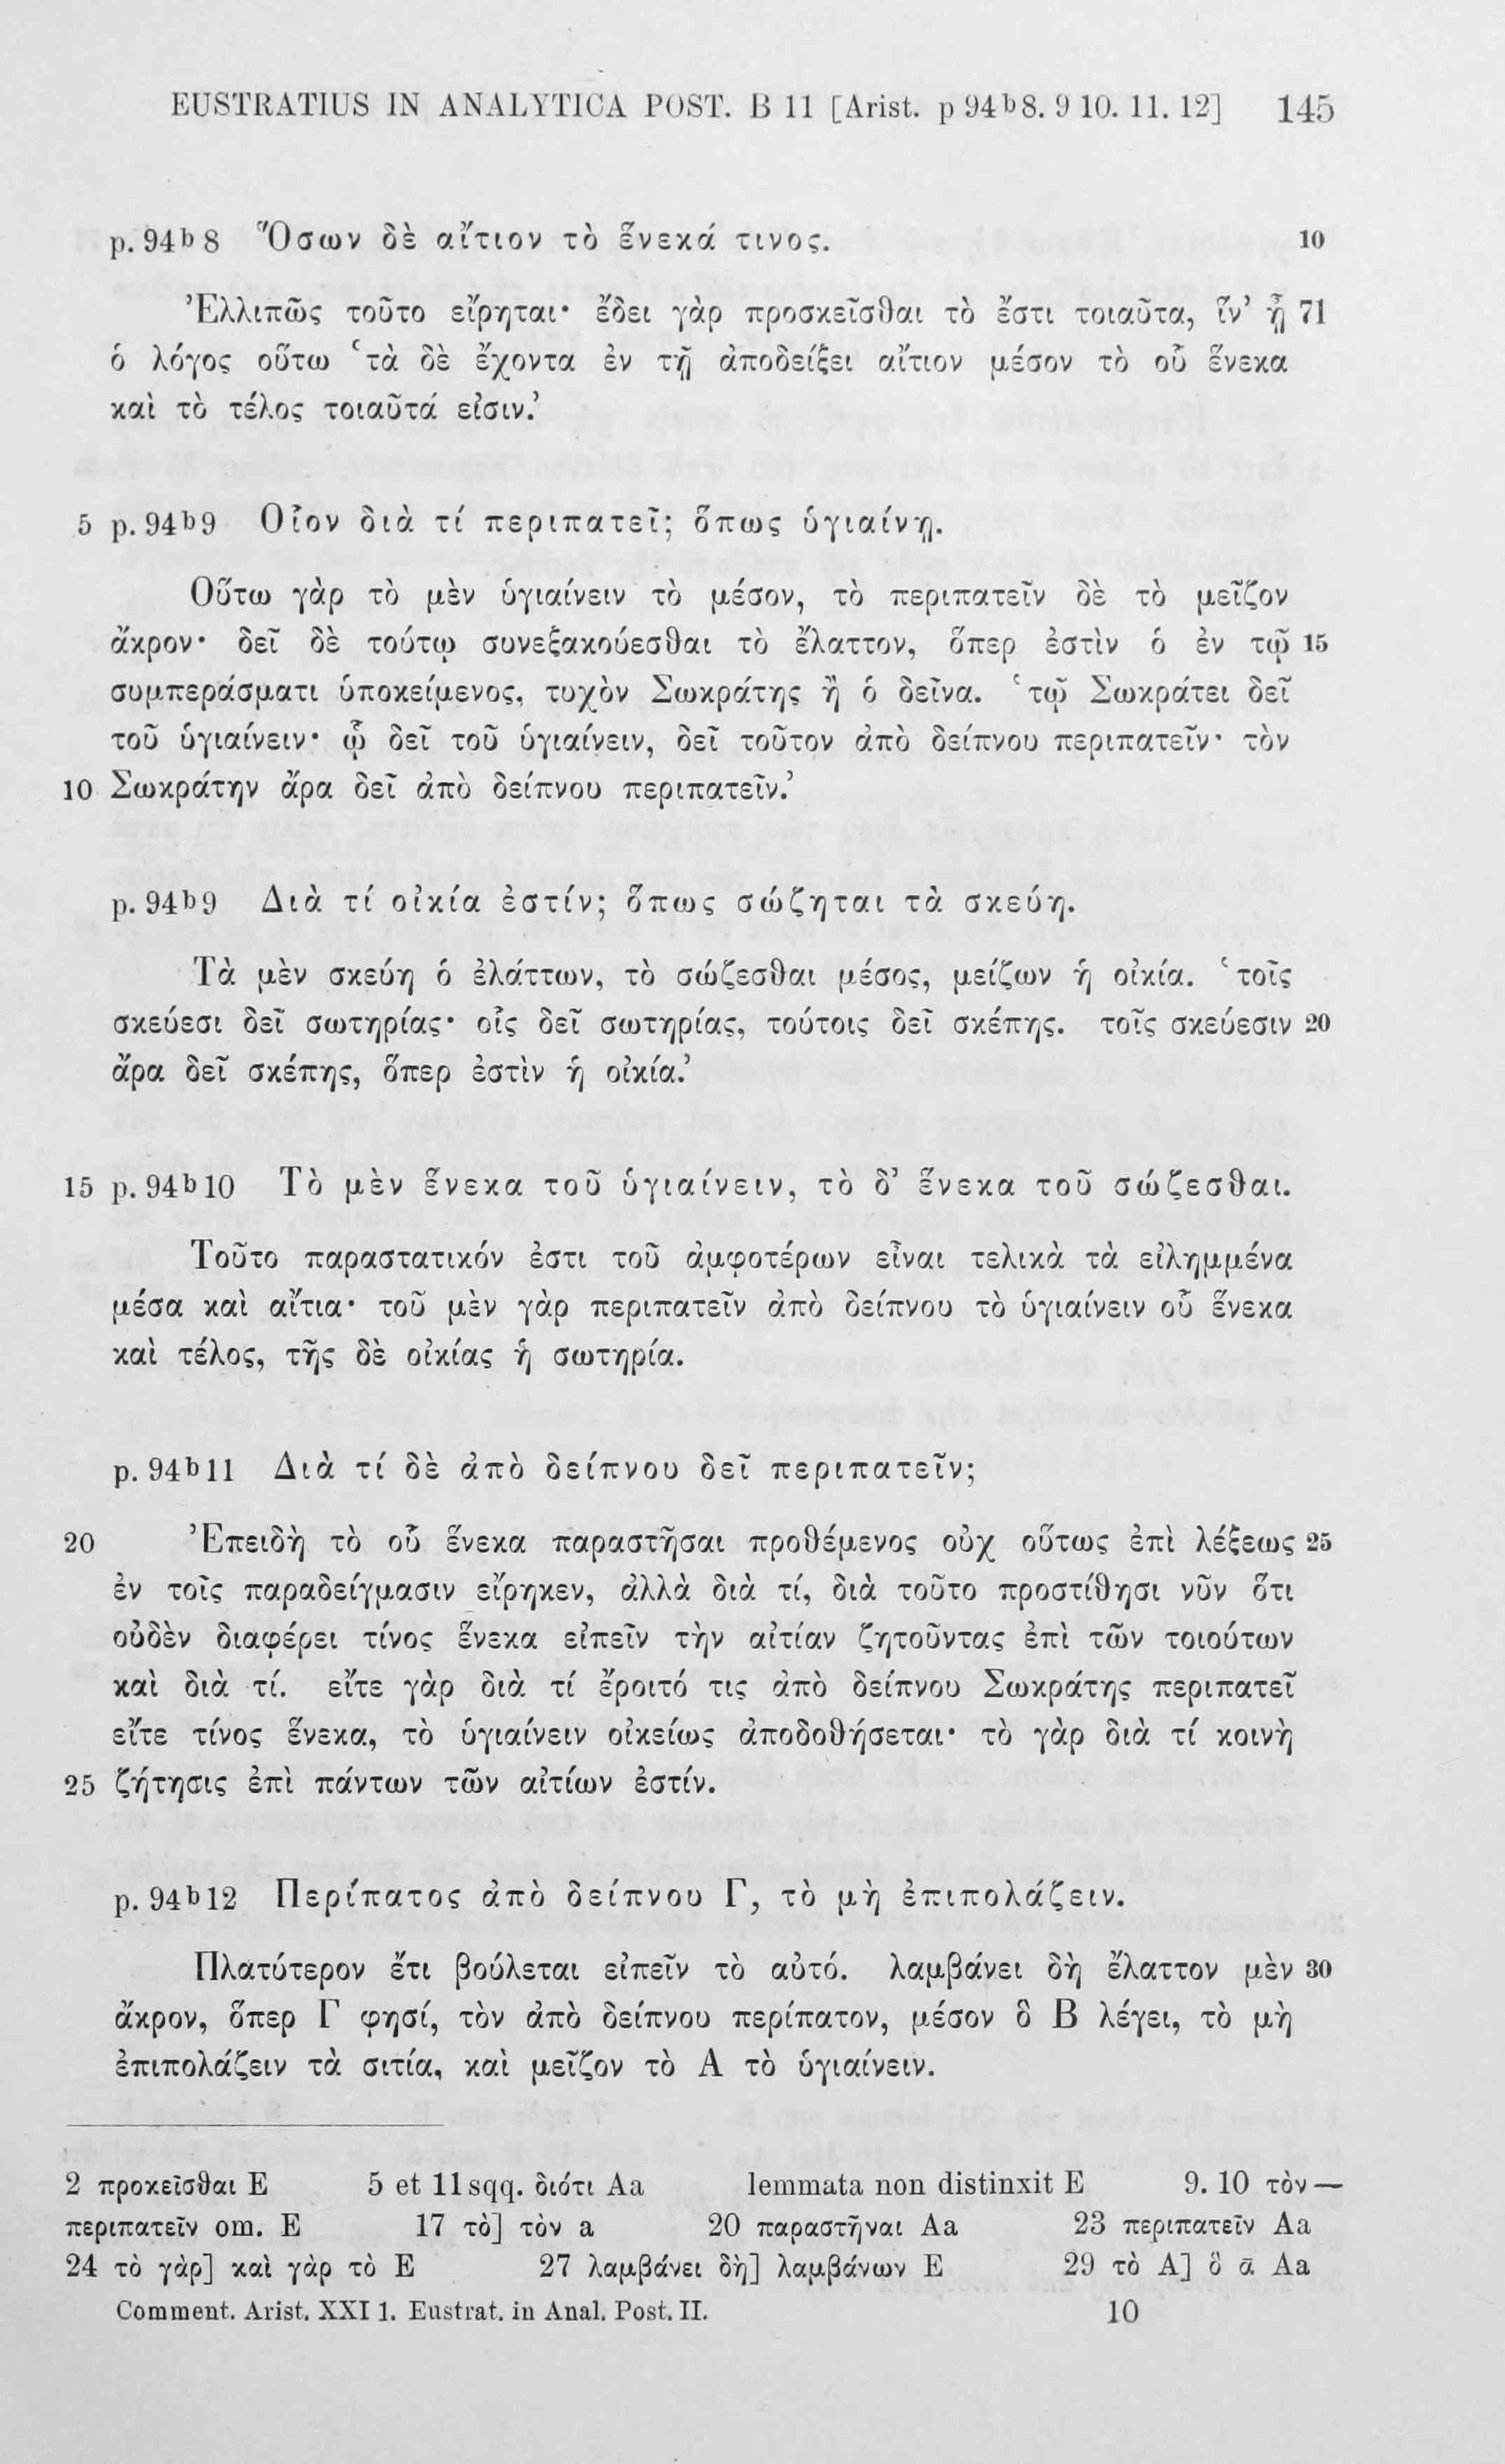 EUSTRATIUS IN ANALYTICA POST. B 11 [Arist. p 94ᵇ8. 9 10. 11. 12] 145
p. 94ᵇ8 Ὅσων δὲ αἴτιον τὸ ἕνεκά τινος. 10
Ἐλλιπῶς τοῦτο εἴρηται· ἔδει γὰρ προσκεῖσθαι τὸ ἔστι τοιαῦτα, ἵν’ ᾖ 71
ὁ λόγος οὕτω ‘τὰ δὲ ἔχοντα ἐν τῇ ἀποδείξει αἴτιον μέσον τὸ οὗ ἕνεκα
καὶ τὸ τέλος τοιαῦτά εἰσιν.’
5 p. 94ᵇ9 Οἷον διὰ τί περιπατεῖ; ὅπως ὑγιαίνῃ.
Οὕτω γὰρ τὸ μὲν ὑγιαίνειν τὸ μέσον, τὸ περιπατεῖν δὲ τὸ μεῖζον
ἄκρον· δεῖ δὲ τούτῳ συνεξακούεσθαι τὸ ἔλαττον, ὅπερ ἐστὶν ὁ ἐν τῷ 15
συμπεράσματι ὑποκείμενος, τυχὸν Σωκράτης ἢ ὁ δεῖνα. ‘τῷ Σωκράτει δεῖ
τοῦ ὑγιαίνειν· ᾧ δεῖ τοῦ ὑγιαίνειν, δεῖ τοῦτον ἀπὸ δείπνου περιπατεῖν· τὸν
10 Σωκράτην ἄρα δεῖ ἀπὸ δείπνου περιπατεῖν.’
p. 94ᵇ9 Διὰ τί οἰκία ἐστίν; ὅπως σώζηται τὰ σκεύη.
Τὰ μὲν σκεύη ὁ ἐλάττων, τὸ σώζεσθαι μέσος, μείζων ἡ οἰκία. ‘τοῖς
σκεύεσι δεῖ σωτηρίας· οἷς δεῖ σωτηρίας, τούτοις δεῖ σκέπης. τοῖς σκεύεσιν 20
ἄρα δεῖ σκέπης, ὅπερ ἐστὶν ἡ οἰκία.’
15 p. 94ᵇ10 Τὸ μὲν ἕνεκα τοῦ ὑγιαίνειν, τὸ δ’ ἕνεκα τοῦ σώζεσθαι.
Τοῦτο παραστατικόν ἐστι τοῦ ἀμφοτέρων εἶναι τελικὰ τὰ εἰλημμένα
μέσα καὶ αἴτια· τοῦ μὲν γὰρ περιπατεῖν ἀπὸ δείπνου τὸ ὑγιαίνειν οὗ ἕνεκα
καὶ τέλος, τῆς δὲ οἰκίας ἡ σωτηρία.
p. 94ᵇ11 Διὰ τί δὲ ἀπὸ δείπνου δεῖ περιπατεῖν;
20 Ἐπειδὴ τὸ οὗ ἕνεκα παραστῆσαι προθέμενος οὐχ οὕτως ἐπὶ λέξεως 25
ἐν τοῖς παραδείγμασιν εἴρηκεν, ἀλλὰ διὰ τί, διὰ τοῦτο προστίθησι νῦν ὅτι
οὐδὲν διαφέρει τίνος ἕνεκα εἰπεῖν τὴν αἰτίαν ζητοῦντας ἐπὶ τῶν τοιούτων
καὶ διὰ τί. εἴτε γὰρ διὰ τί ἔροιτό τις ἀπὸ δείπνου Σωκράτης περιπατεῖ
εἴτε τίνος ἕνεκα, τὸ ὑγιαίνειν οἰκείως ἀποδοθήσεται· τὸ γὰρ διὰ τί κοινὴ
25 ζήτησις ἐπὶ πάντων τῶν αἰτίων ἐστίν.
p. 94ᵇ12 Περίπατος ἀπὸ δείπνου Γ, τὸ μὴ ἐπιπολάζειν.
Πλατύτερον ἔτι βούλεται εἰπεῖν τὸ αὐτό. λαμβάνει δὴ ἔλαττον μὲν 30
ἄκρον, ὅπερ Γ φησί, τὸν ἀπὸ δείπνου περίπατον, μέσον ὃ Β λέγει, τὸ μὴ
ἐπιπολάζειν τὰ σιτία, καὶ μεῖζον τὸ Α τὸ ὑγιαίνειν.
2 προκεῖσθαι E 5 et 11 sqq. διότι Aa lemmata non distinxit E 9. 10 τὸν —
περιπατεῖν om. E 17 τὸ] τὸν a 20 παραστῆναι Aa 23 περιπατεῖν Aa
24 τὸ γὰρ] καὶ γὰρ τὸ E 27 λαμβάνει δὴ] λαμβάνων E 29 τὸ Α] ὃ ᾱ Aa
Comment. Arist. XXI 1. Eustrat. in Anal. Post. II. 10